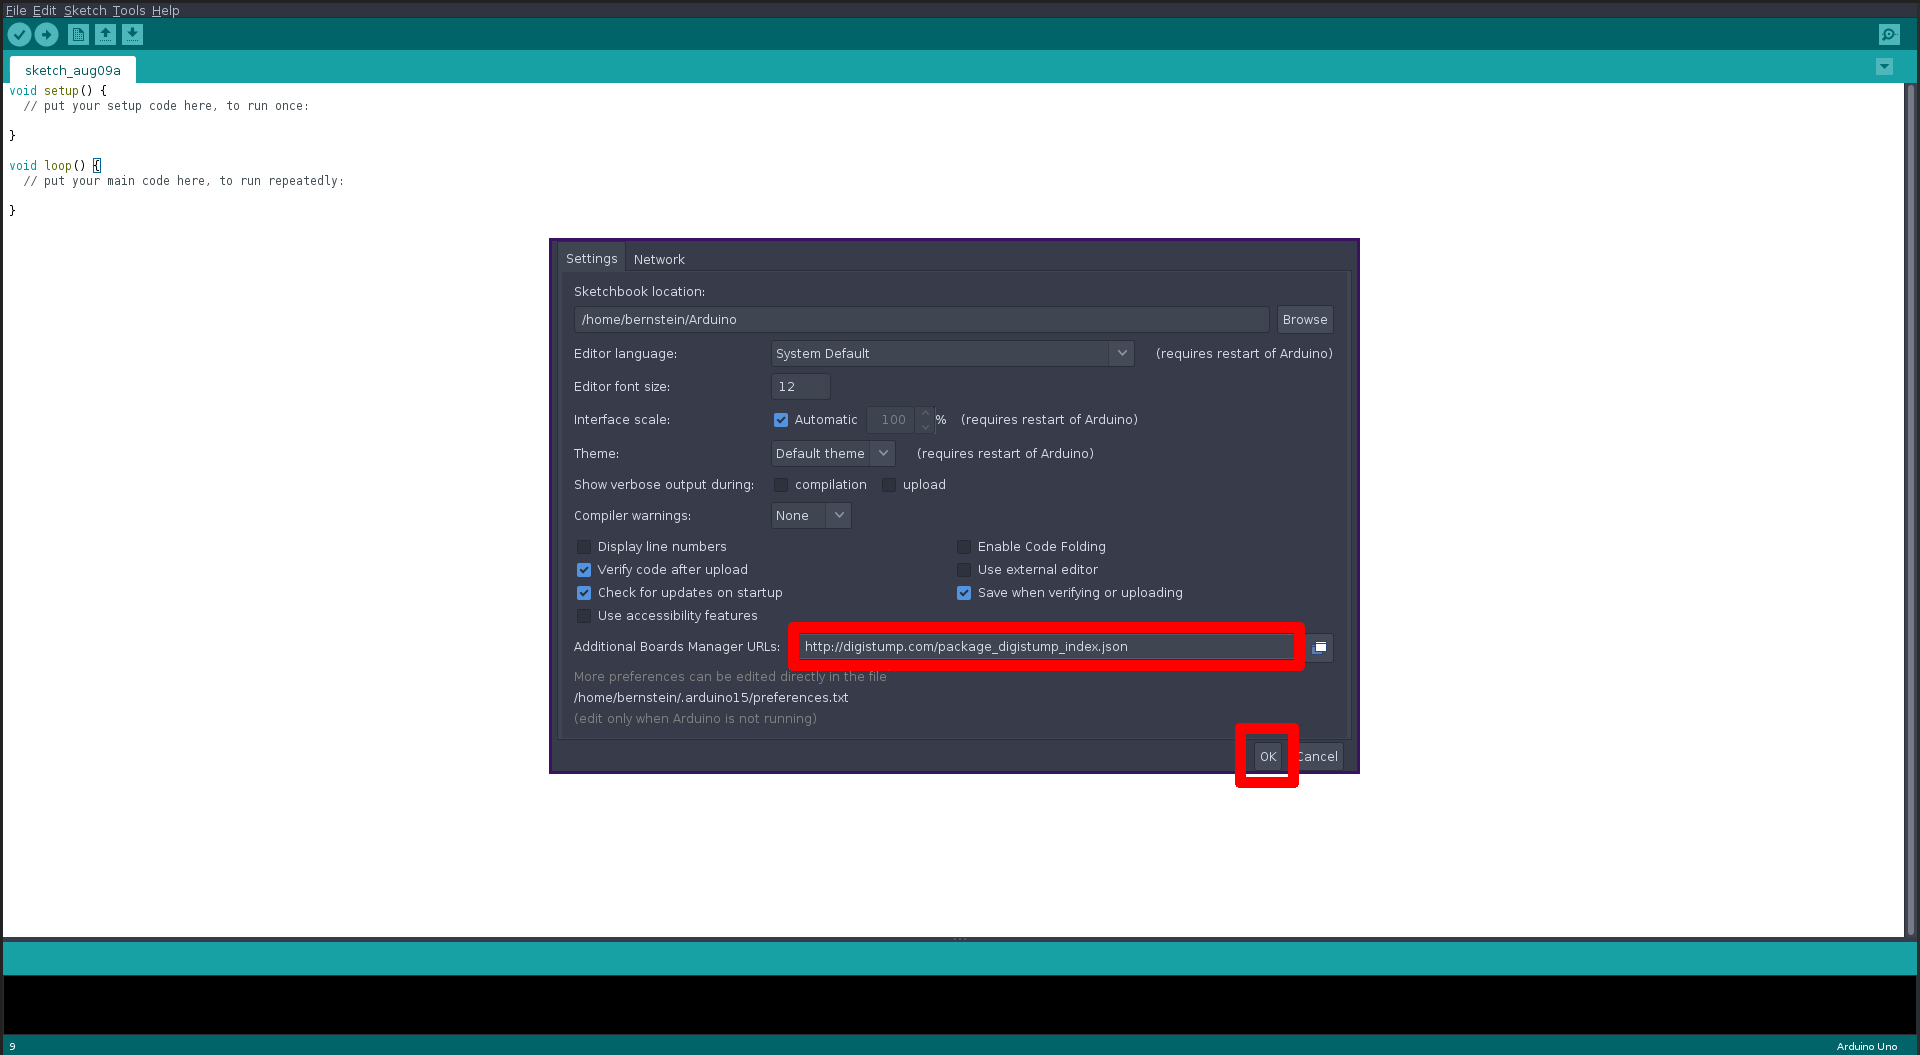 File Edit Sketch Tools Help
sketch_aug09a
void setup() {
// put your setup code here, to run once:
}
void loop() {
// put your main code here, to run repeatedly:
}
Settings Network
Sketchbook location:
/home/bernstein/Arduino Browse
Editor language: System Default (requires restart of Arduino)
Editor font size: 12
Interface scale: Automatic 100 % (requires restart of Arduino)
Theme: Default theme (requires restart of Arduino)
Show verbose output during: compilation upload
Compiler warnings: None
Display line numbers Enable Code Folding
Verify code after upload Use external editor
Check for updates on startup Save when verifying or uploading
Use accessibility features
Additional Boards Manager URLs: http://digistump.com/package_digistump_index.json
More preferences can be edited directly in the file
/home/bernstein/.arduino15/preferences.txt
(edit only when Arduino is not running)
OK Cancel
9 Arduino Uno